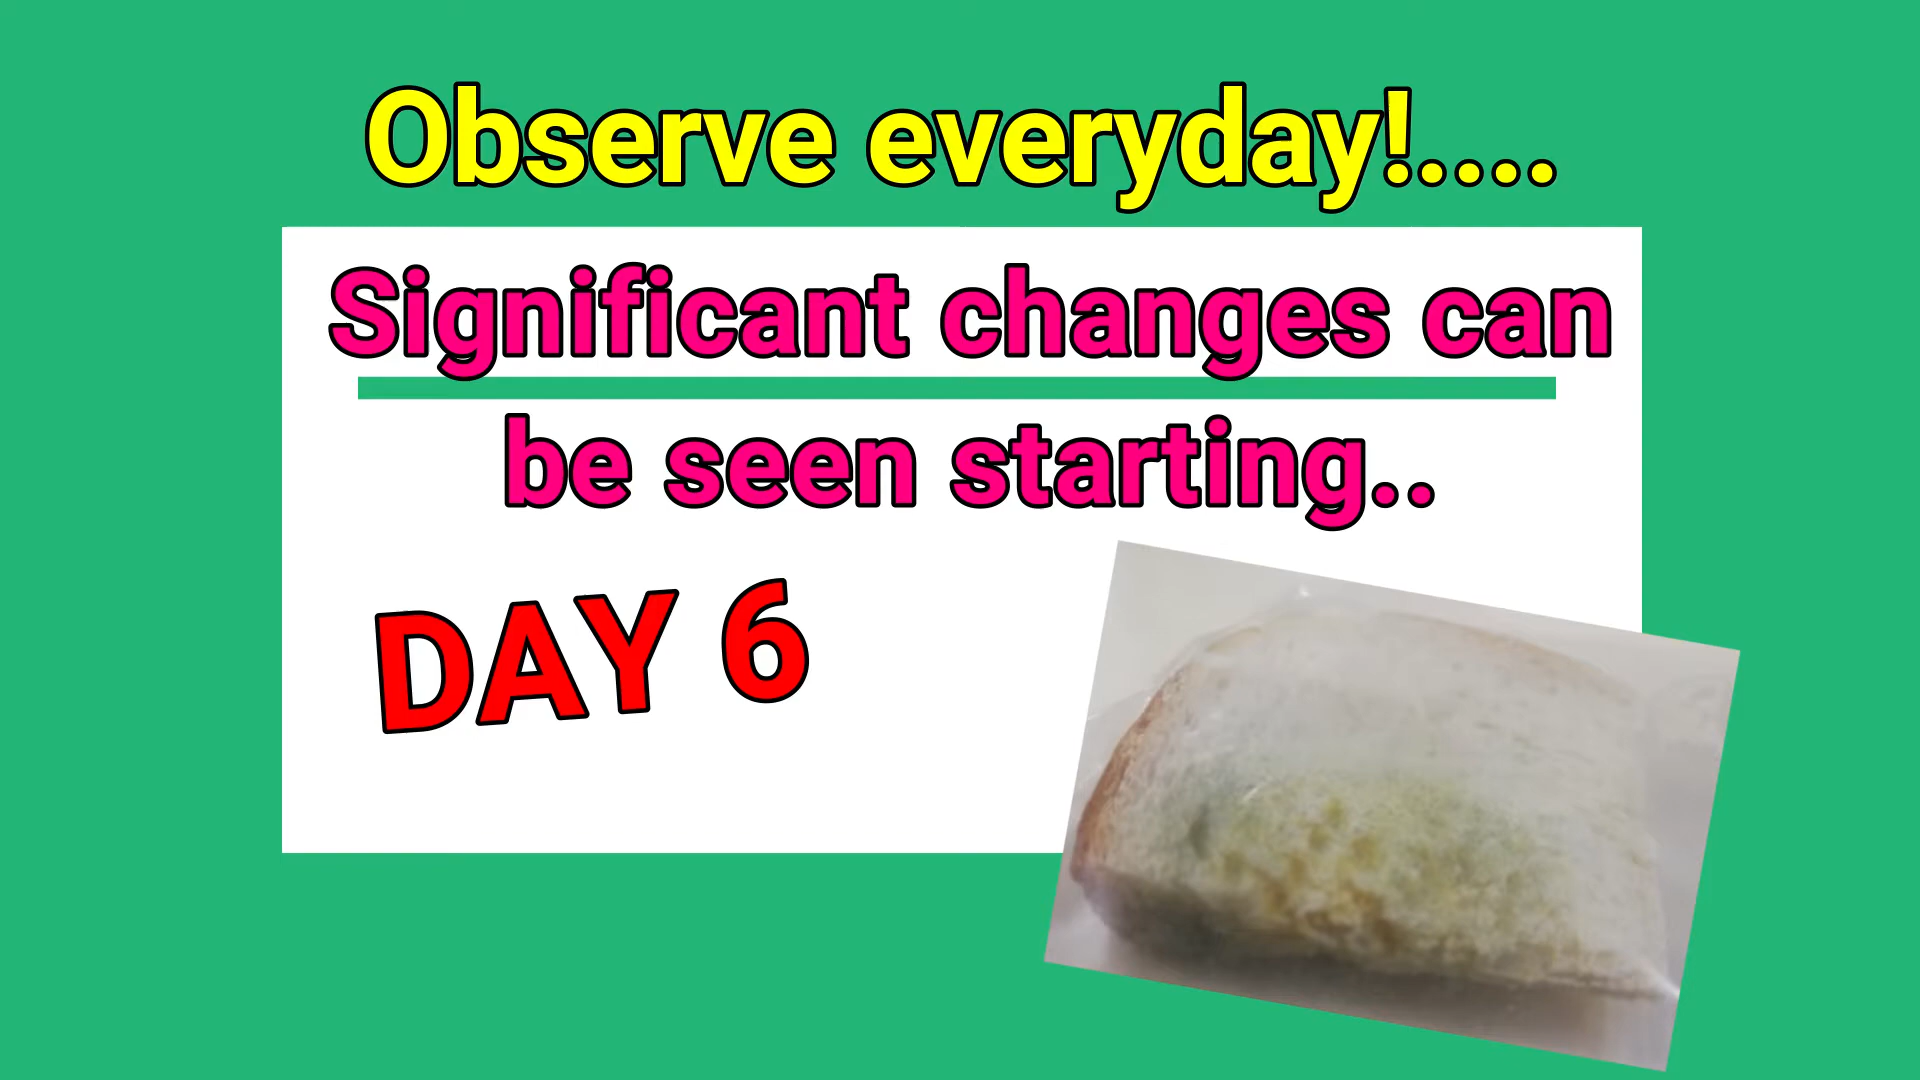 Observe everyday!....
Significant changes can
be seen starting..
DAY 6